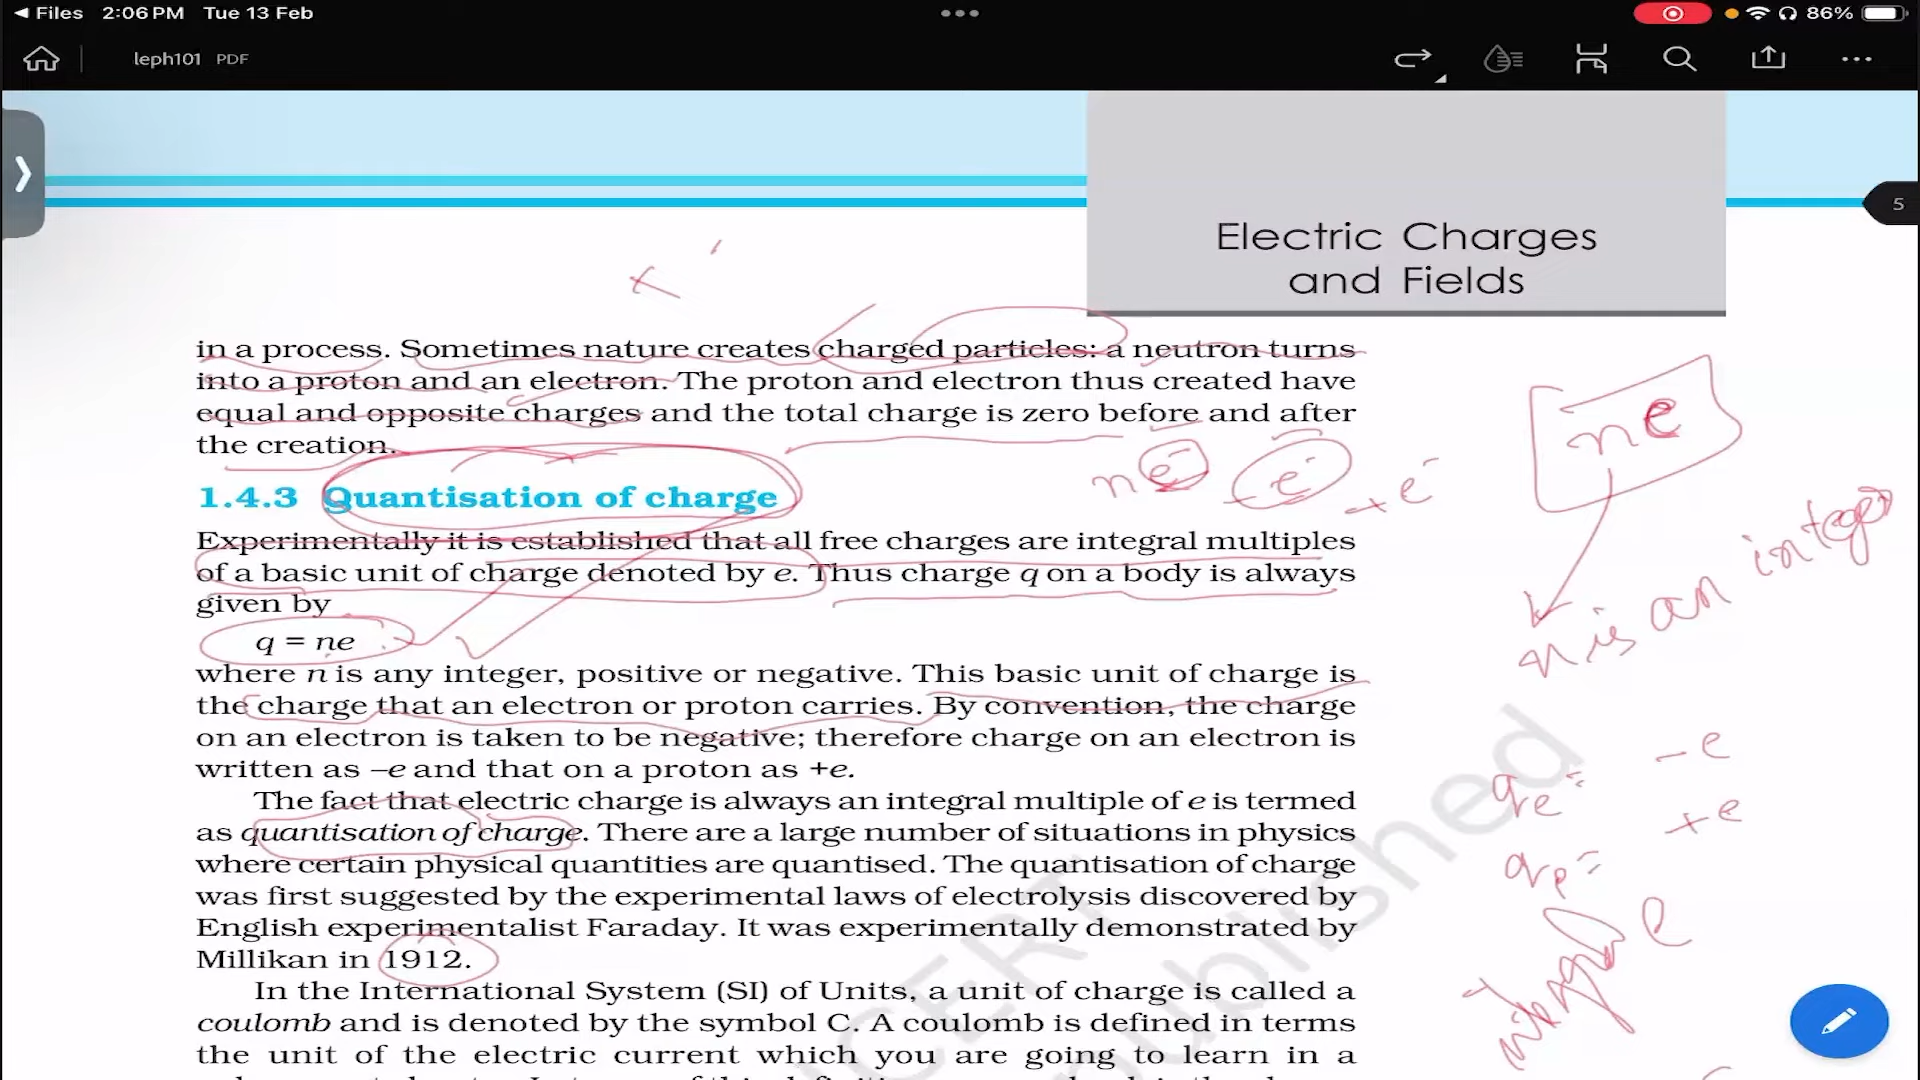 Files 2:06 PM Tue 13 Feb
86%
leph101 PDF
5
Electric Charges
and Fields
in a process. Sometimes nature creates charged particles: a neutron turns
into a proton and an electron. The proton and electron thus created have
equal and opposite charges and the total charge is zero before and after
the creation.
ne⁻ -e⁻ +e⁻
ne
1.4.3 Quantisation of charge
n is an integer
Experimentally it is established that all free charges are integral multiples
of a basic unit of charge denoted by e. Thus charge q on a body is always
given by
q = ne
where n is any integer, positive or negative. This basic unit of charge is
the charge that an electron or proton carries. By convention, the charge
on an electron is taken to be negative; therefore charge on an electron is
written as –e and that on a proton as +e.
qe = -e
qp = +e
The fact that electric charge is always an integral multiple of e is termed
as quantisation of charge. There are a large number of situations in physics
where certain physical quantities are quantised. The quantisation of charge
was first suggested by the experimental laws of electrolysis discovered by
English experimentalist Faraday. It was experimentally demonstrated by
Millikan in 1912.
e
In the International System (SI) of Units, a unit of charge is called a
coulomb and is denoted by the symbol C. A coulomb is defined in terms
the unit of the electric current which you are going to learn in a